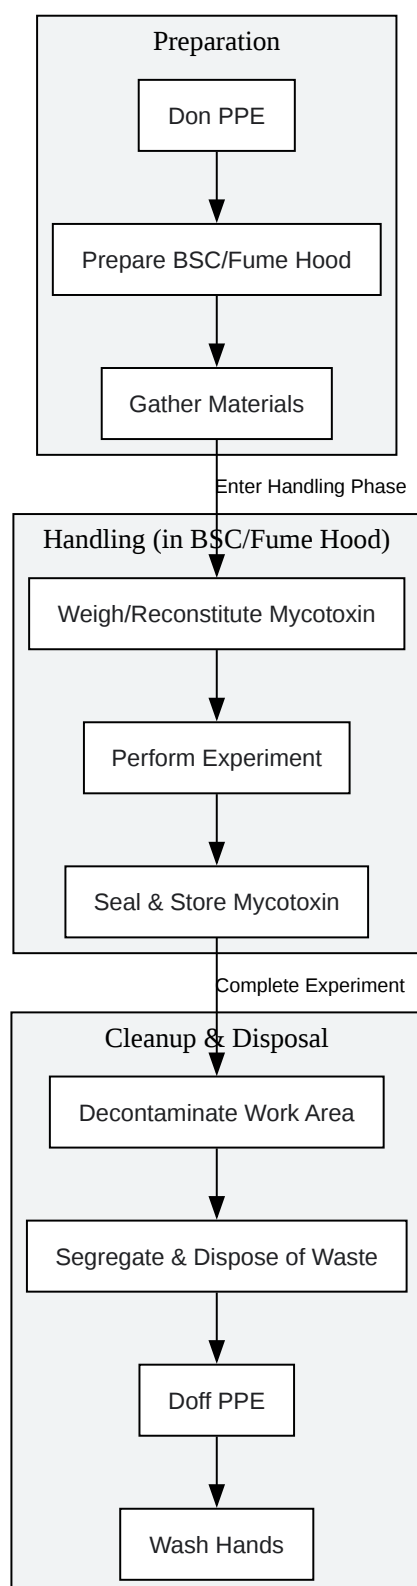 Preparation
Don PPE
Prepare BSC/Fume Hood
Gather Materials
Enter Handling Phase
Handling (in BSC/Fume Hood)
Weigh/Reconstitute Mycotoxin
Perform Experiment
Seal & Store Mycotoxin
Complete Experiment
Cleanup & Disposal
Decontaminate Work Area
Segregate & Dispose of Waste
Doff PPE
Wash Hands